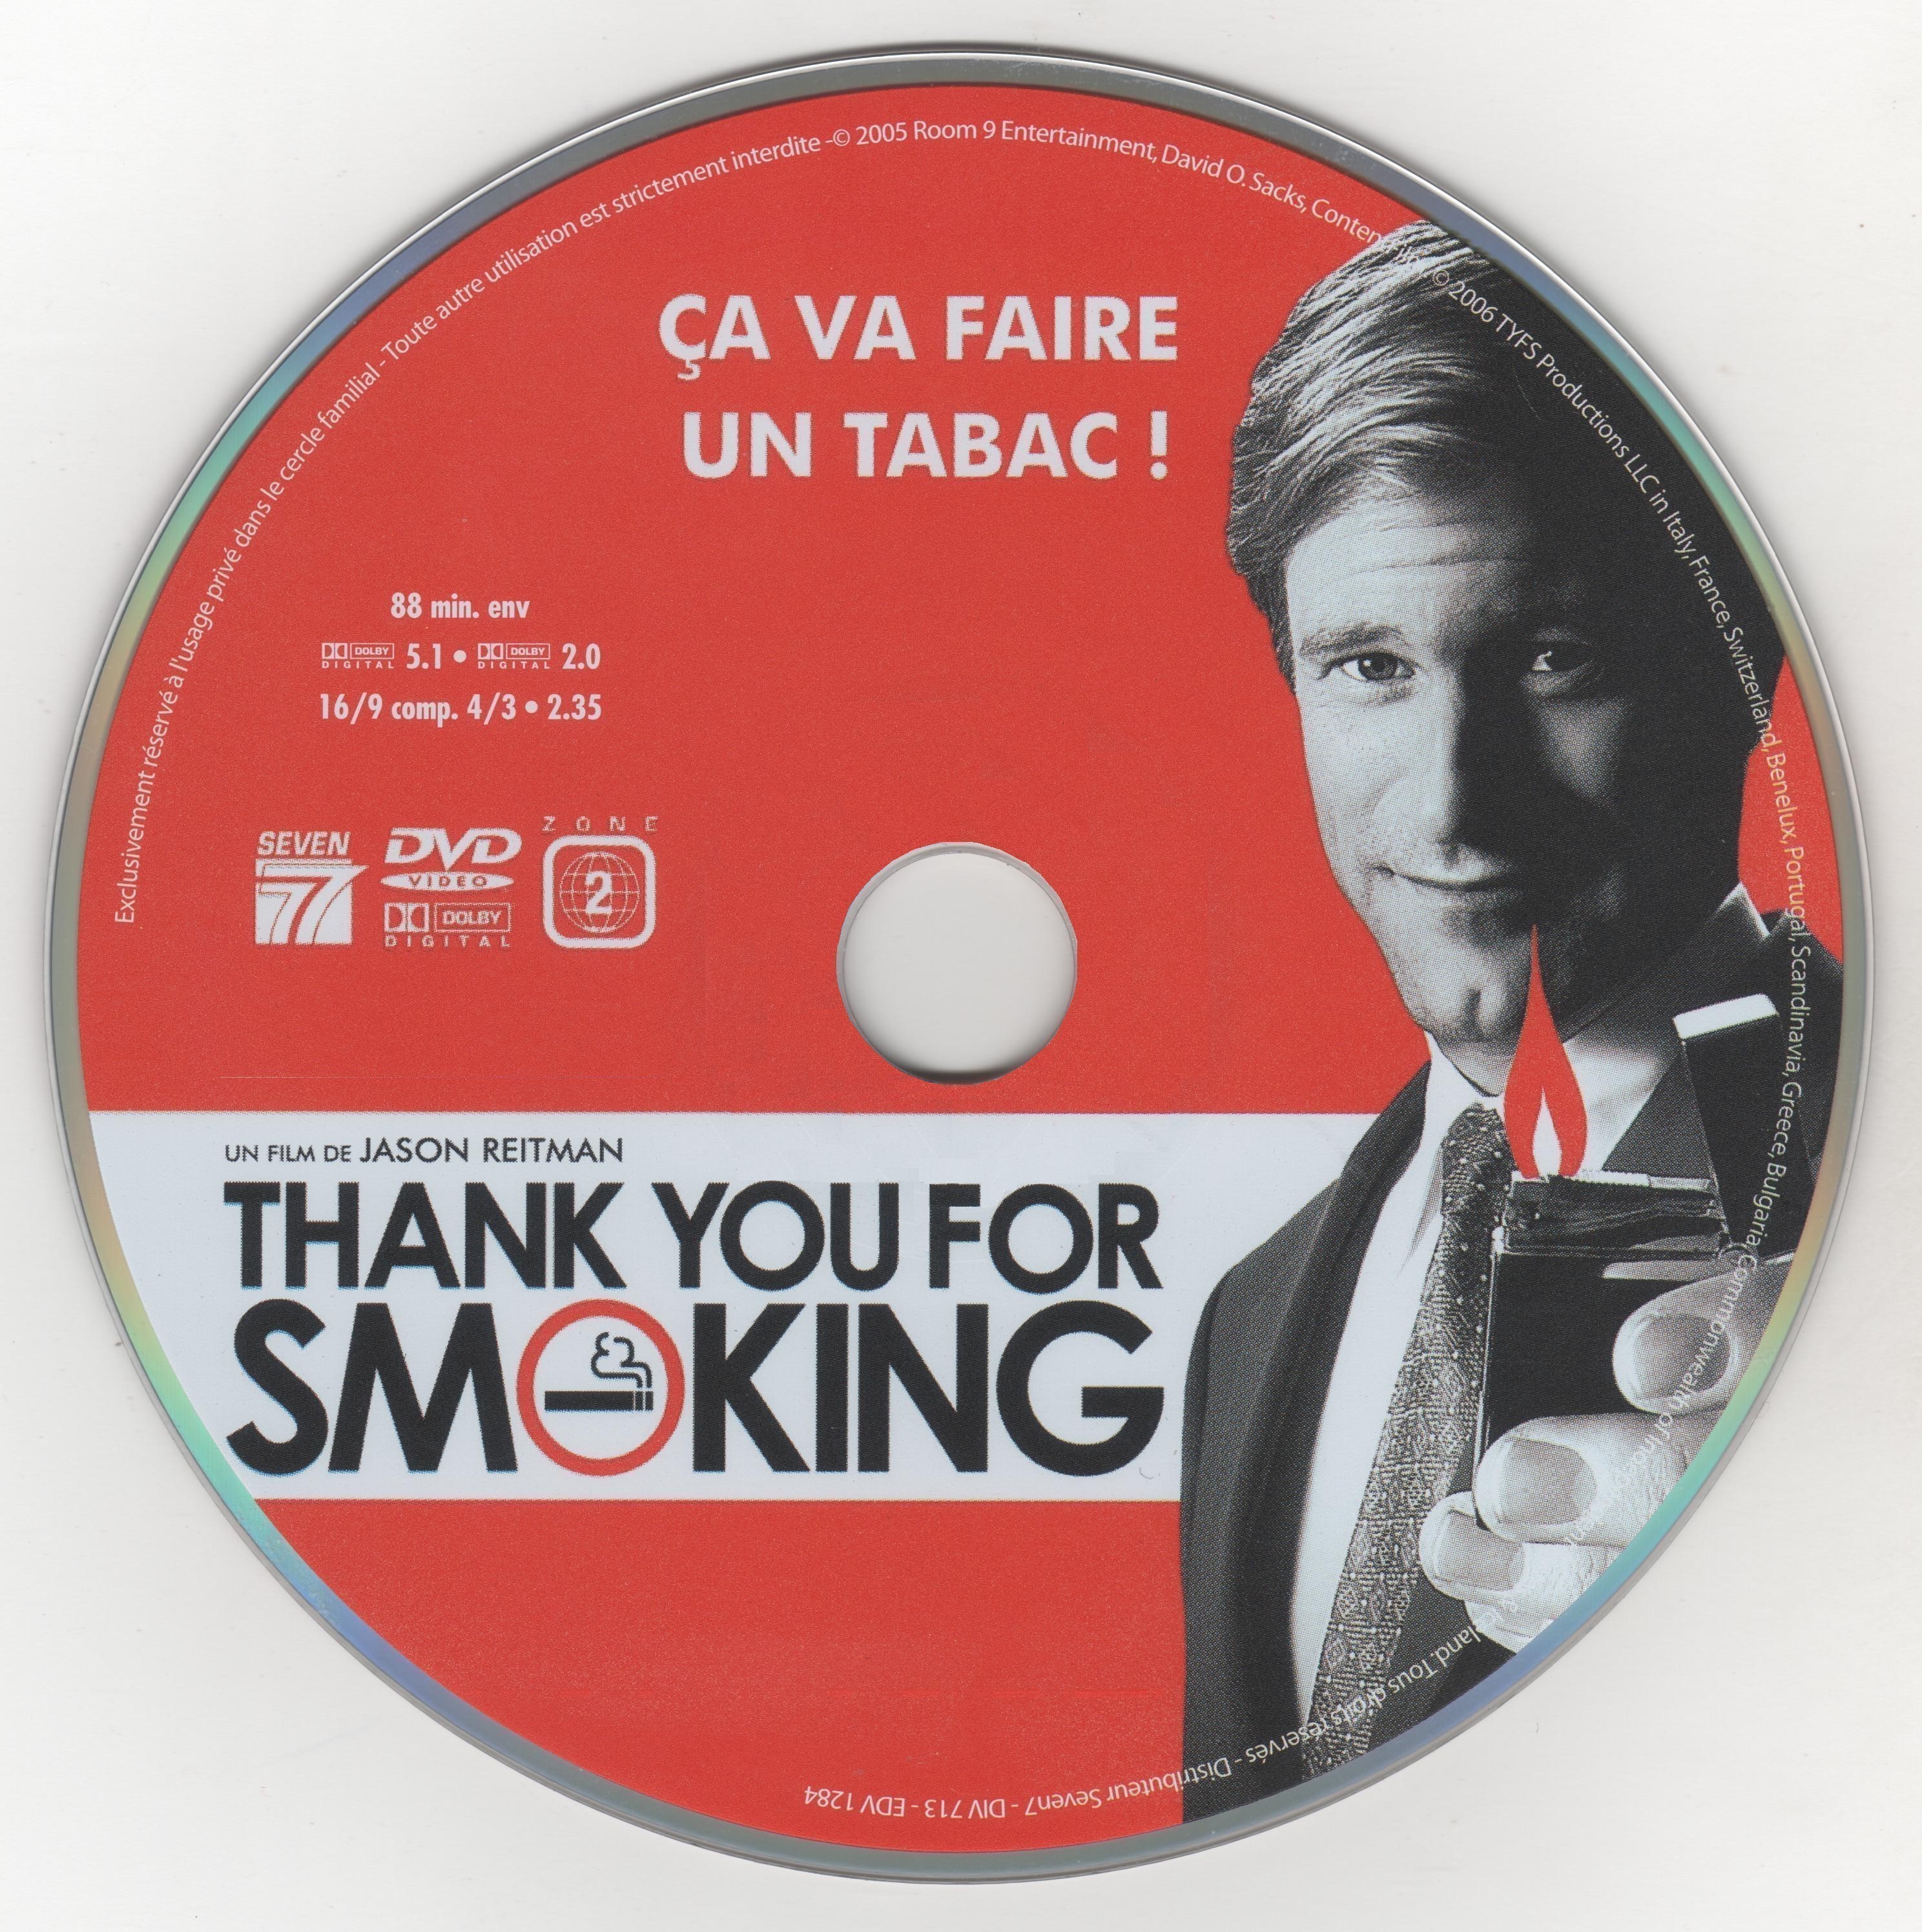 Exclusivement réservé à l'usage privé dans le cercle familial - Toute autre utilisation est strictement interdite -© 2005 Room 9 Entertainment, David O. Sacks, ContentFilm. © 2006 TYFS Productions LLC in Italy, France, Switzerland, Benelux, Portugal, Scandinavia, Greece, Bulgaria, Commonwealth of & Iceland. Tous droits réservés - Distributeur Seven7 - DIV 713 - EDV 1284
ÇA VA FAIRE
UN TABAC !
88 min. env
DOLBY DIGITAL 5.1 • DOLBY DIGITAL 2.0
16/9 comp. 4/3 • 2.35
SEVEN 7
DVD VIDEO
DOLBY DIGITAL
ZONE 2
UN FILM DE JASON REITMAN
THANK YOU FOR
SMOKING